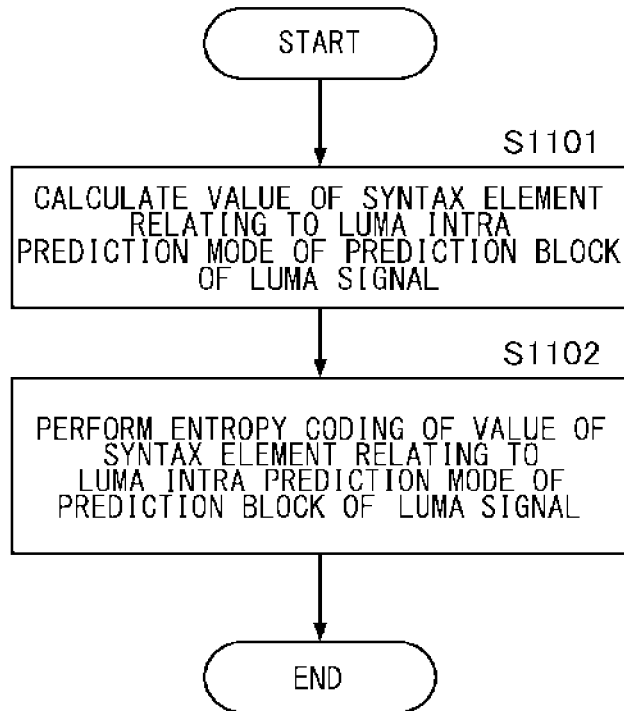 START
S1101
CALCULATE VALUE OF SYNTAX ELEMENT
RELATING TO LUMA INTRA
PREDICTION MODE OF PREDICTION BLOCK
OF LUMA SIGNAL
S1102
PERFORM ENTROPY CODING OF VALUE OF
SYNTAX ELEMENT RELATING TO
LUMA INTRA PREDICTION MODE OF
PREDICTION BLOCK OF LUMA SIGNAL
END